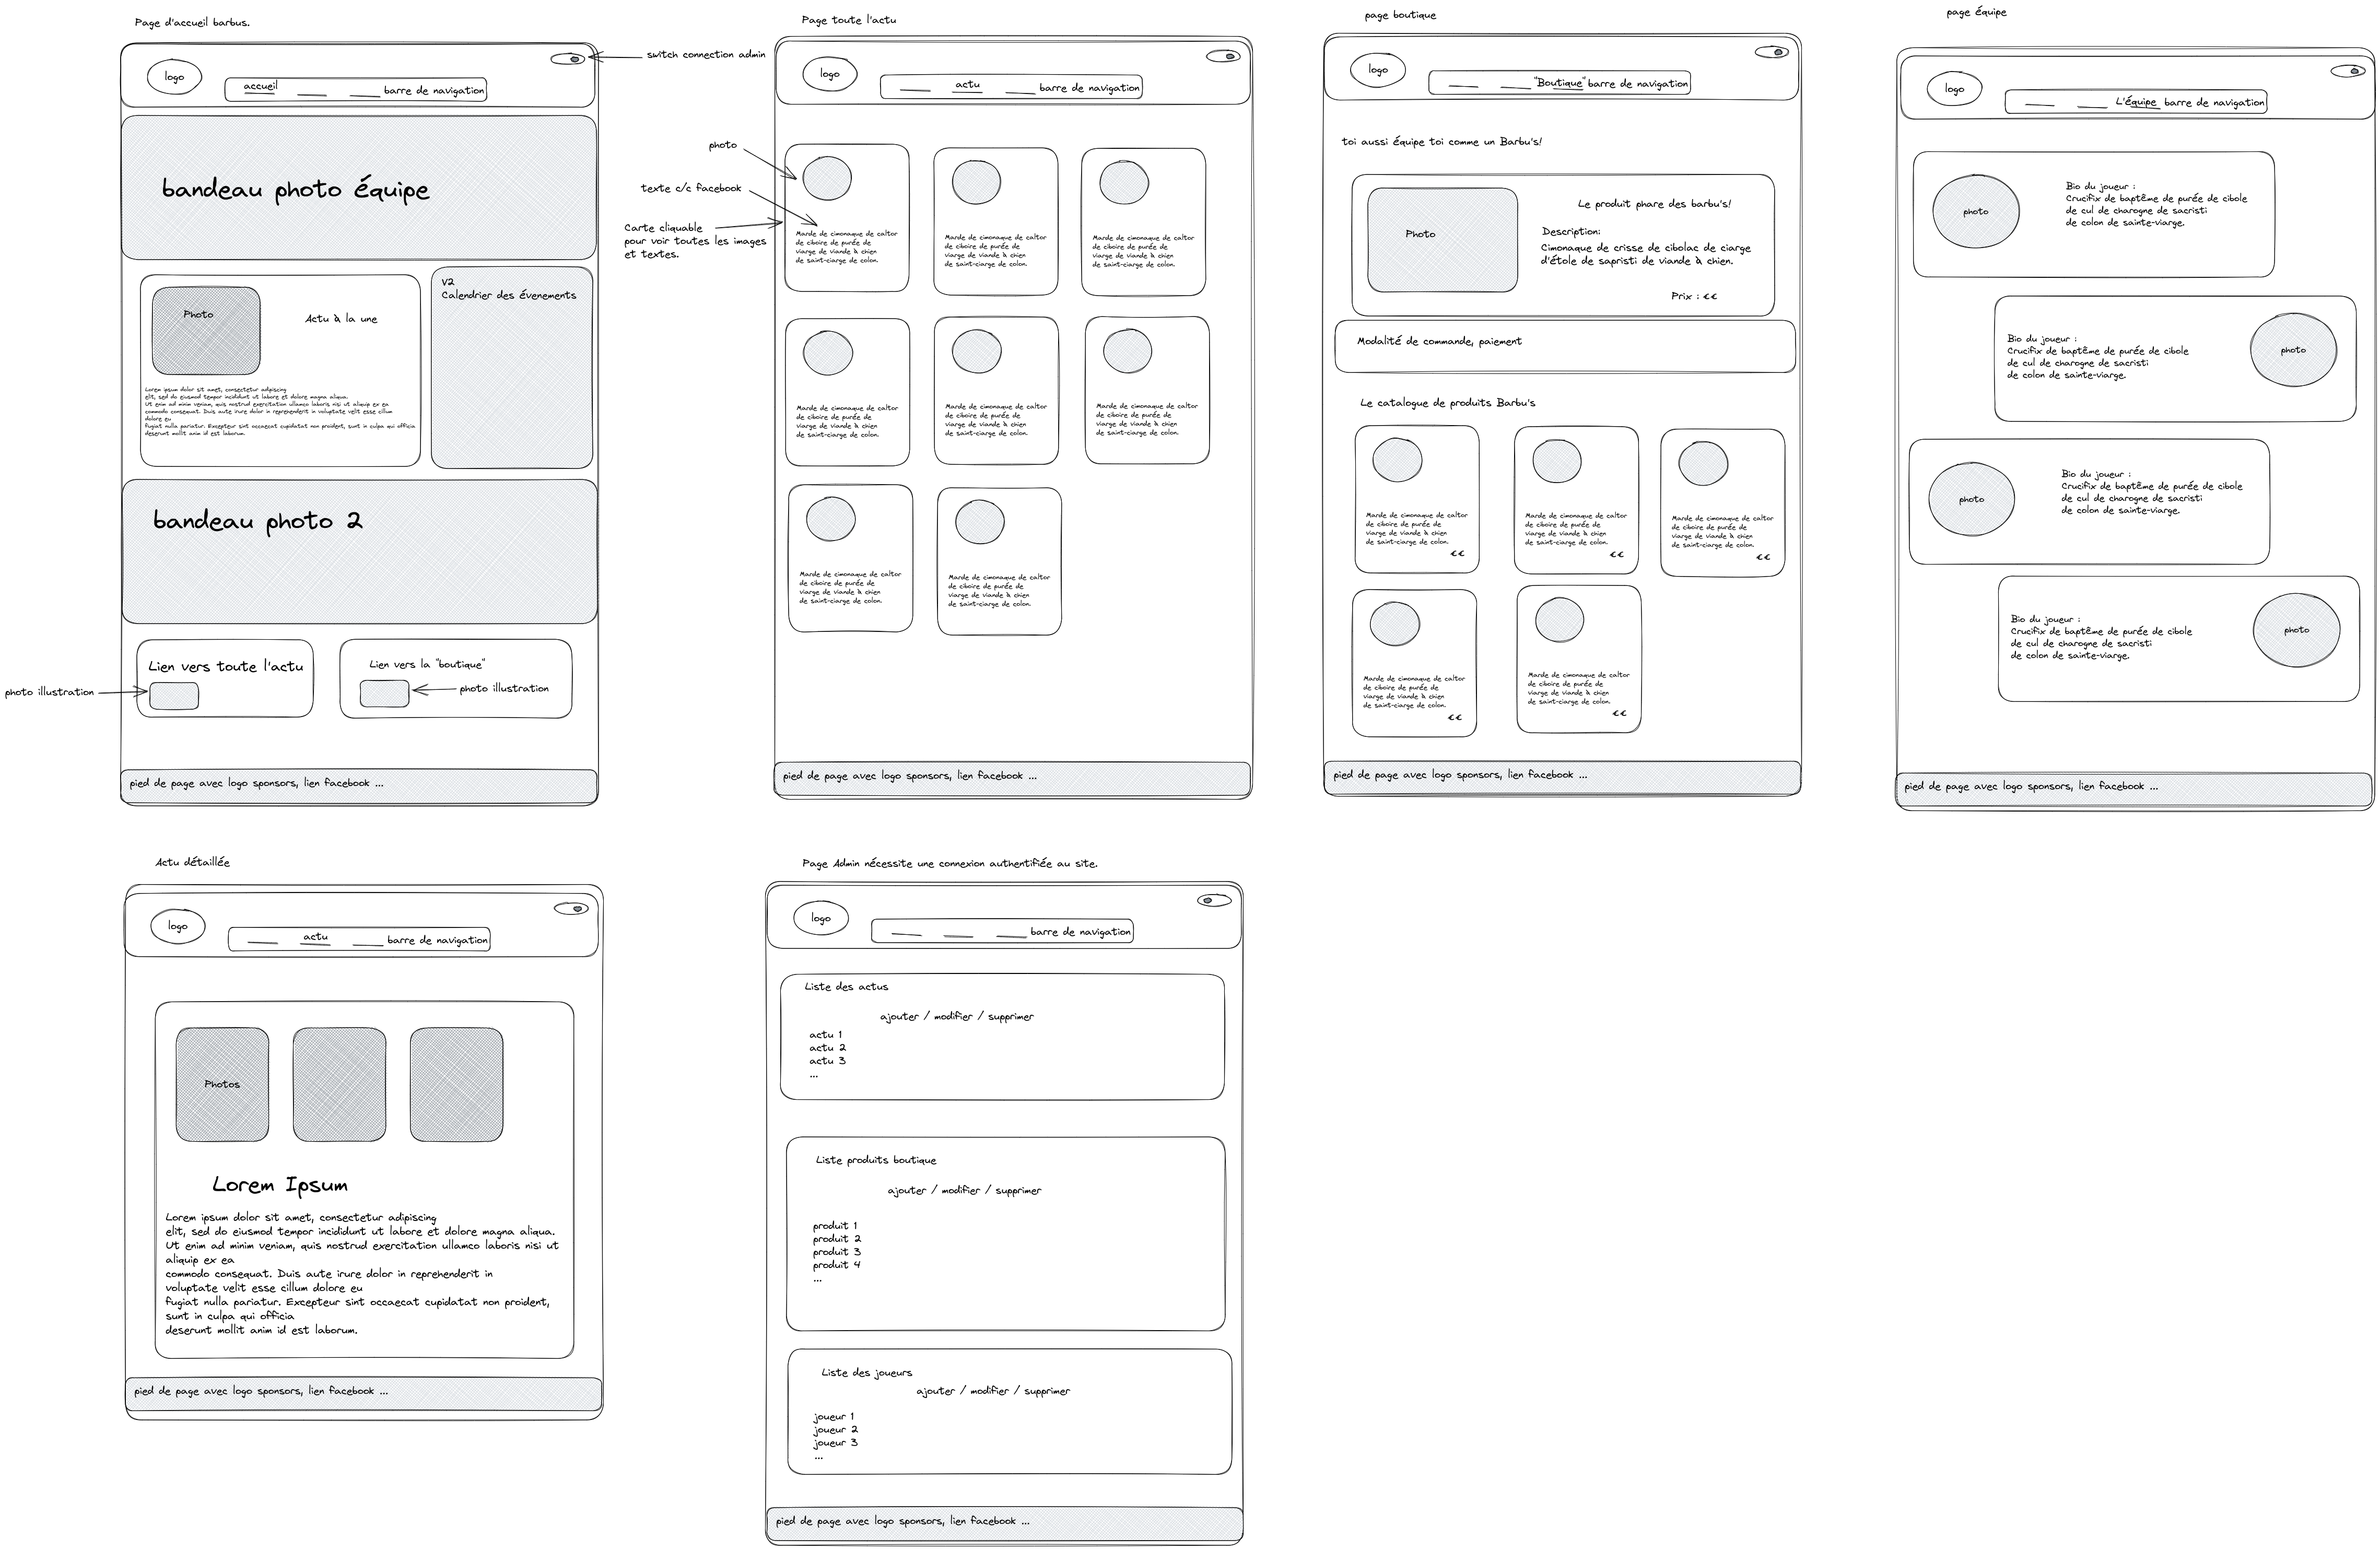 Page d'accueil barbus.
switch connection admin
logo
accueil
barre de navigation
bandeau photo équipe
Photo
Actu à la une
Lorem ipsum dolor sit amet, consectetur adipiscing
elit, sed do eiusmod tempor incididunt ut labore et dolore magna aliqua.
Ut enim ad minim veniam, quis nostrud exercitation ullamco laboris nisi ut aliquip ex ea
commodo consequat. Duis aute irure dolor in reprehenderit in voluptate velit esse cillum
dolore eu
fugiat nulla pariatur. Excepteur sint occaecat cupidatat non proident, sunt in culpa qui officia
deserunt mollit anim id est laborum.
V2
Calendrier des évenements
bandeau photo 2
Lien vers toute l'actu
photo illustration
Lien vers la "boutique"
photo illustration
pied de page avec logo sponsors, lien facebook ...
Page toute l'actu
logo
actu
barre de navigation
photo
texte c/c facebook
Carte cliquable
pour voir toutes les images
et textes.
Marde de cimonaque de caltor
de ciboire de purée de
viarge de viande à chien
de saint-ciarge de colon.
Marde de cimonaque de caltor
de ciboire de purée de
viarge de viande à chien
de saint-ciarge de colon.
Marde de cimonaque de caltor
de ciboire de purée de
viarge de viande à chien
de saint-ciarge de colon.
Marde de cimonaque de caltor
de ciboire de purée de
viarge de viande à chien
de saint-ciarge de colon.
Marde de cimonaque de caltor
de ciboire de purée de
viarge de viande à chien
de saint-ciarge de colon.
Marde de cimonaque de caltor
de ciboire de purée de
viarge de viande à chien
de saint-ciarge de colon.
Marde de cimonaque de caltor
de ciboire de purée de
viarge de viande à chien
de saint-ciarge de colon.
Marde de cimonaque de caltor
de ciboire de purée de
viarge de viande à chien
de saint-ciarge de colon.
pied de page avec logo sponsors, lien facebook ...
page boutique
logo
"Boutique"
barre de navigation
toi aussi équipe toi comme un Barbu's!
Photo
Le produit phare des barbu's!
Description:
Cimonaque de crisse de cibolac de ciarge
d'étole de sapristi de viande à chien.
Prix : €€
Modalité de commande, paiement
Le catalogue de produits Barbu's
Marde de cimonaque de caltor
de ciboire de purée de
viarge de viande à chien
de saint-ciarge de colon.
€€
Marde de cimonaque de caltor
de ciboire de purée de
viarge de viande à chien
de saint-ciarge de colon.
€€
Marde de cimonaque de caltor
de ciboire de purée de
viarge de viande à chien
de saint-ciarge de colon.
€€
Marde de cimonaque de caltor
de ciboire de purée de
viarge de viande à chien
de saint-ciarge de colon.
€€
Marde de cimonaque de caltor
de ciboire de purée de
viarge de viande à chien
de saint-ciarge de colon.
€€
pied de page avec logo sponsors, lien facebook ...
page équipe
logo
L'équipe
barre de navigation
photo
Bio du joueur :
Crucifix de baptême de purée de cibole
de cul de charogne de sacristi
de colon de sainte-viarge.
Bio du joueur :
Crucifix de baptême de purée de cibole
de cul de charogne de sacristi
de colon de sainte-viarge.
photo
photo
Bio du joueur :
Crucifix de baptême de purée de cibole
de cul de charogne de sacristi
de colon de sainte-viarge.
Bio du joueur :
Crucifix de baptême de purée de cibole
de cul de charogne de sacristi
de colon de sainte-viarge.
photo
pied de page avec logo sponsors, lien facebook ...
Actu détaillée
logo
actu
barre de navigation
Photos
Lorem Ipsum
Lorem ipsum dolor sit amet, consectetur adipiscing
elit, sed do eiusmod tempor incididunt ut labore et dolore magna aliqua.
Ut enim ad minim veniam, quis nostrud exercitation ullamco laboris nisi ut
aliquip ex ea
commodo consequat. Duis aute irure dolor in reprehenderit in
voluptate velit esse cillum dolore eu
fugiat nulla pariatur. Excepteur sint occaecat cupidatat non proident,
sunt in culpa qui officia
deserunt mollit anim id est laborum.
pied de page avec logo sponsors, lien facebook ...
Page Admin nécessite une connexion authentifiée au site.
logo
barre de navigation
Liste des actus
ajouter / modifier / supprimer
actu 1
actu 2
actu 3
...
Liste produits boutique
ajouter / modifier / supprimer
produit 1
produit 2
produit 3
produit 4
...
Liste des joueurs
ajouter / modifier / supprimer
joueur 1
joueur 2
joueur 3
...
pied de page avec logo sponsors, lien facebook ...